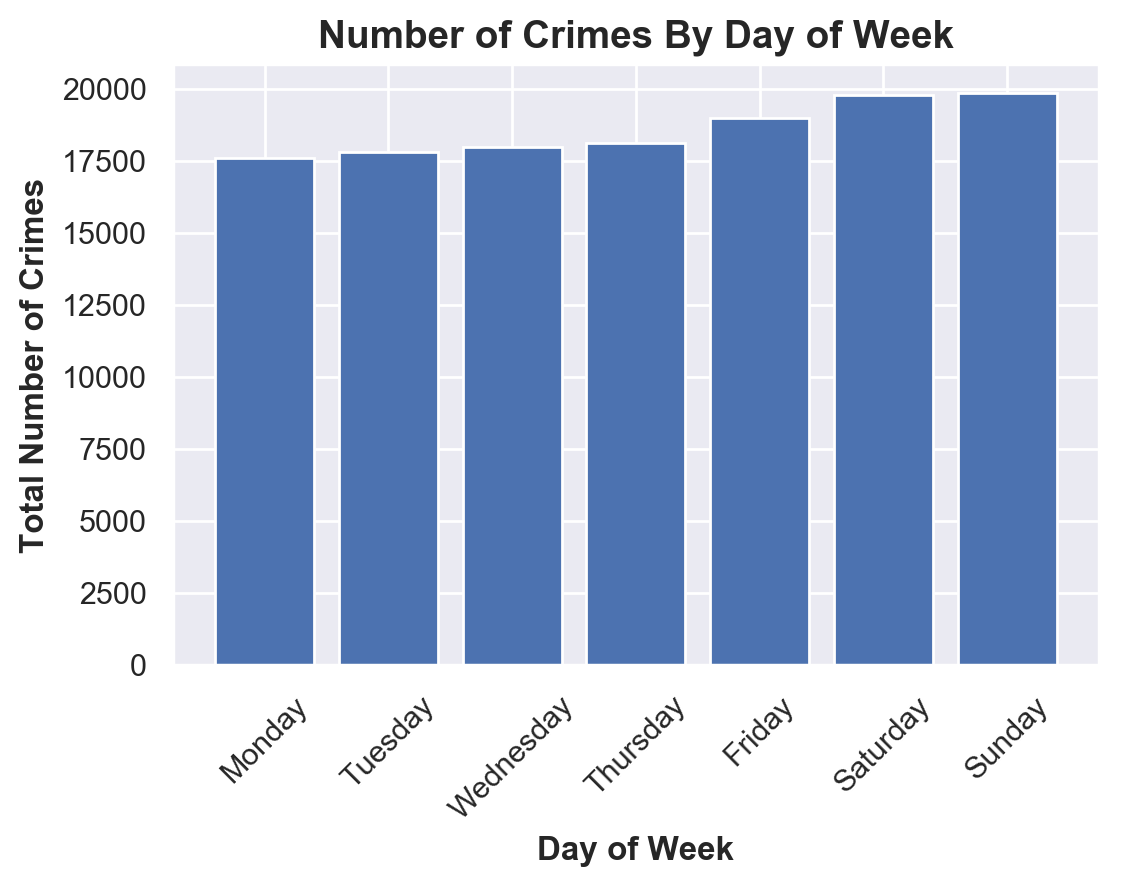 Number of Crimes By Day of Week
Total Number of Crimes
20000
17500
15000
12500
10000
7500
5000
2500
0
Monday
Tuesday
Wednesday
Thursday
Friday
Saturday
Sunday
Day of Week